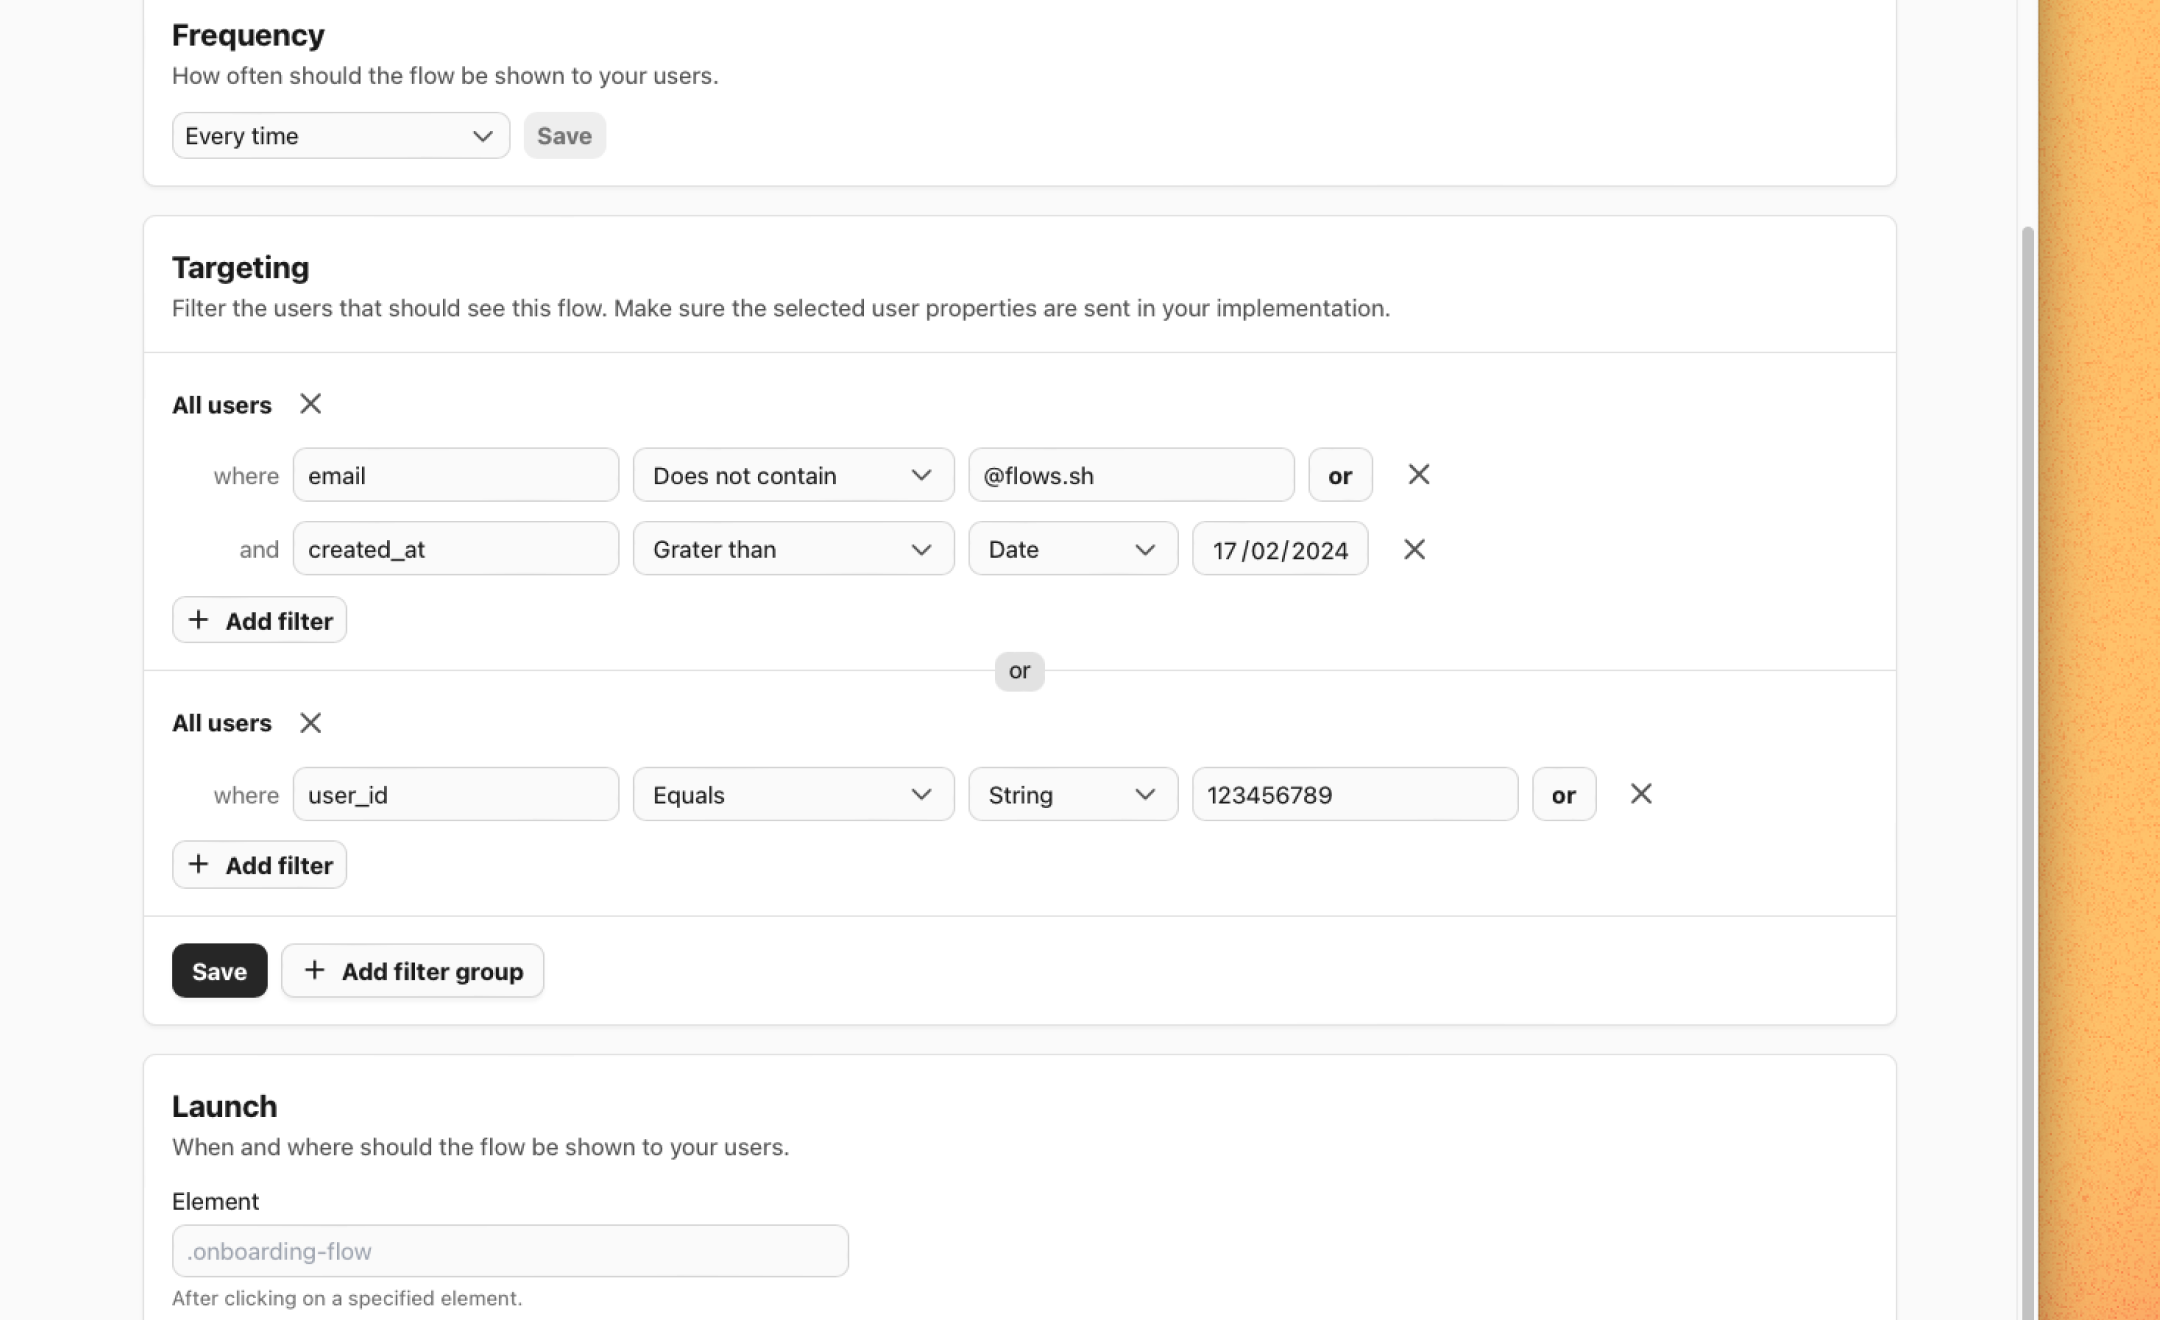 Frequency
How often should the flow be shown to your users.
Every time Save
Targeting
Filter the users that should see this flow. Make sure the selected user properties are sent in your implementation.
All users
where email Does not contain @flows.sh or
and created_at Grater than Date 17/02/2024
Add filter
or
All users
where user_id Equals String 123456789 or
Add filter
Save Add filter group
Launch
When and where should the flow be shown to your users.
Element
.onboarding-flow
After clicking on a specified element.